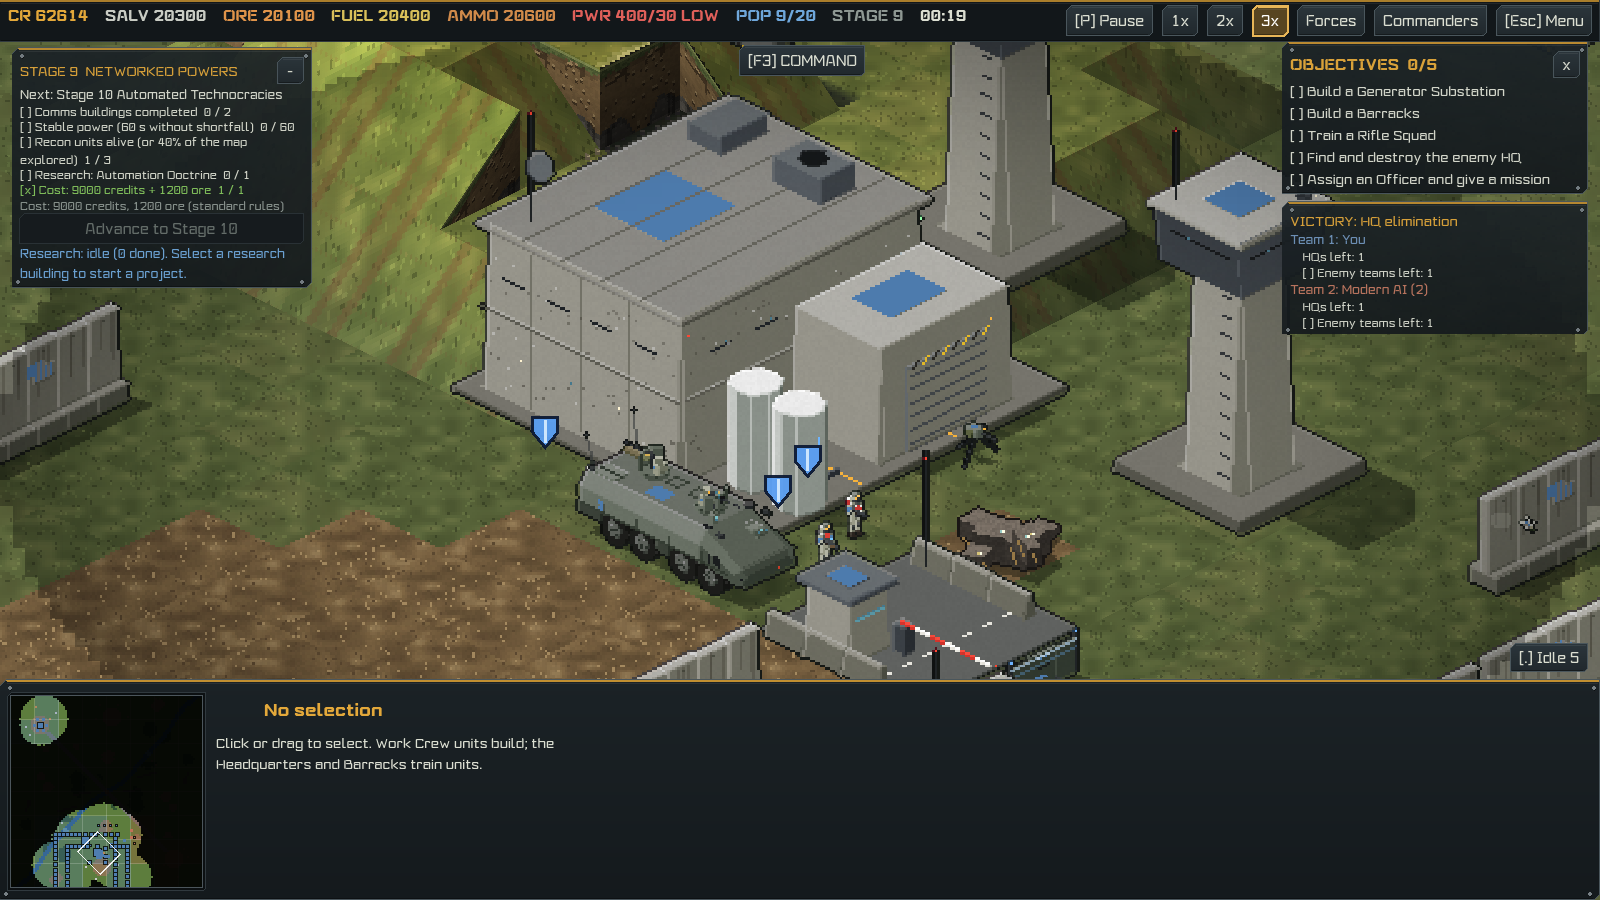 CR 62614 SALV 20300 ORE 20100 FUEL 20400 AMMO 20600 PWR 400/30 LOW POP 9/20 STAGE 9 00:19 [P] Pause 1x 2x 3x Forces Commanders [Esc] Menu
[F3] COMMAND
STAGE 9 NETWORKED POWERS -
Next: Stage 10 Automated Technocracies
[ ] Comms buildings completed 0 / 2
[ ] Stable power (60 s without shortfall) 0 / 60
[ ] Recon units alive (or 40% of the map
explored) 1 / 3
[ ] Research: Automation Doctrine 0 / 1
[x] Cost: 9000 credits + 1200 ore 1 / 1
Cost: 9000 credits, 1200 ore (standard rules)
Advance to Stage 10
Research: idle (0 done). Select a research
building to start a project.
OBJECTIVES 0/5 x
[ ] Build a Generator Substation
[ ] Build a Barracks
[ ] Train a Rifle Squad
[ ] Find and destroy the enemy HQ
[ ] Assign an Officer and give a mission
VICTORY: HQ elimination
Team 1: You
HQs left: 1
[ ] Enemy teams left: 1
Team 2: Modern AI (2)
HQs left: 1
[ ] Enemy teams left: 1
[.] Idle 5
No selection
Click or drag to select. Work Crew units build; the
Headquarters and Barracks train units.